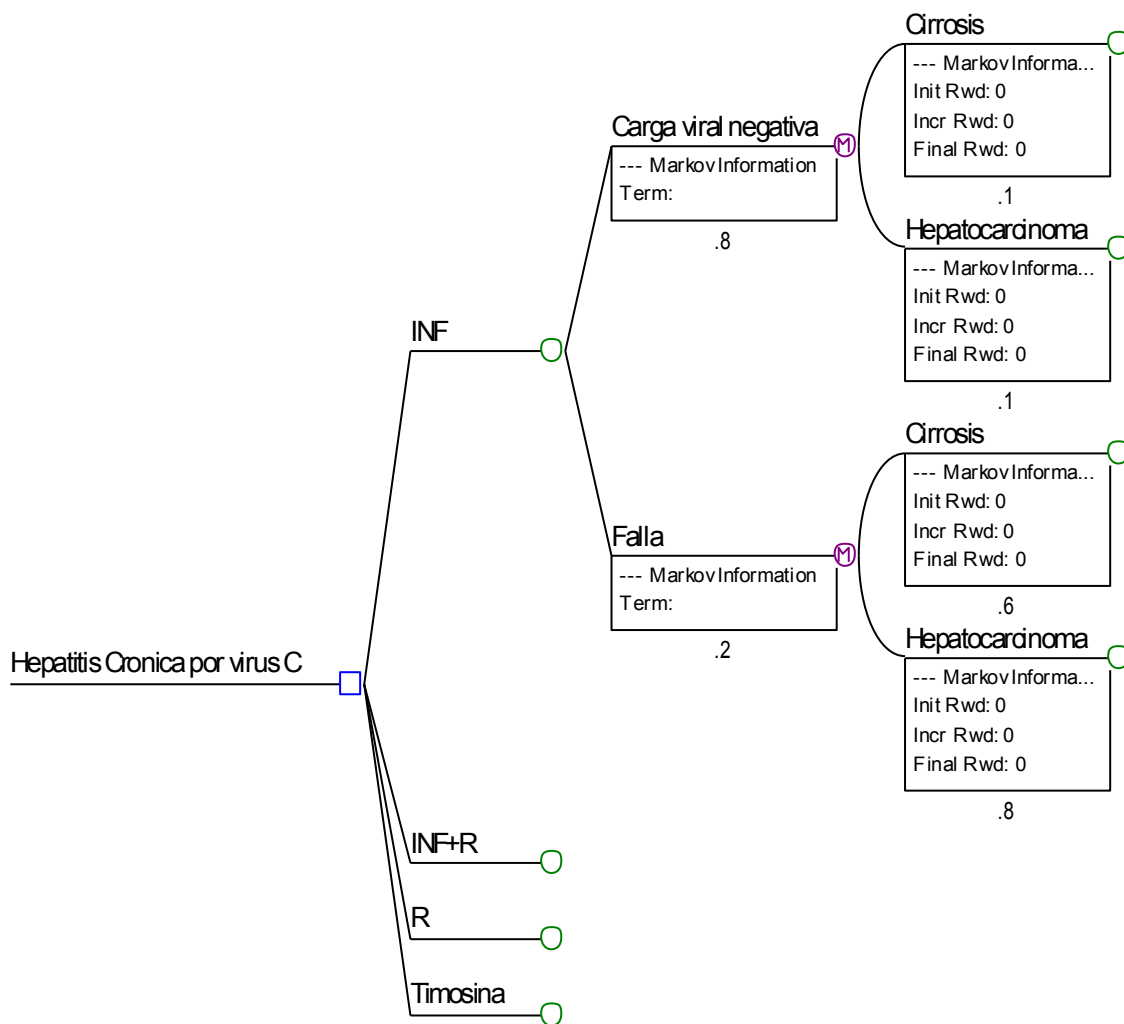 Cirrosis
--- Markov Informa...
Init Rwd: 0
Incr Rwd: 0
Final Rwd: 0
.1
Carga viral negativa
--- Markov Information
Term:
.8
M
Hepatocarcinoma
--- Markov Informa...
Init Rwd: 0
Incr Rwd: 0
Final Rwd: 0
.1
INF
Cirrosis
--- Markov Informa...
Init Rwd: 0
Incr Rwd: 0
Final Rwd: 0
.6
Falla
--- Markov Information
Term:
.2
M
Hepatocarcinoma
--- Markov Informa...
Init Rwd: 0
Incr Rwd: 0
Final Rwd: 0
.8
Hepatitis Cronica por virus C
INF+R
R
Timosina